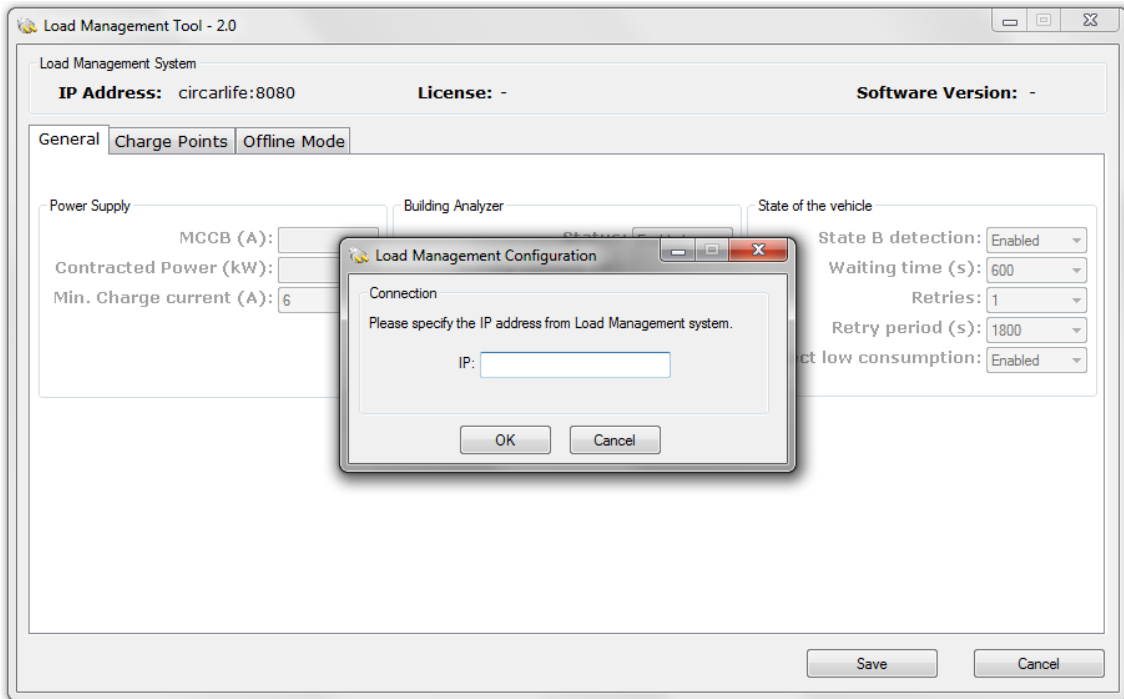 Load Management Tool - 2.0
Load Management System
IP Address: circarlife:8080 License: - Software Version: -
General Charge Points Offline Mode
Power Supply Building Analyzer State of the vehicle
MCCB (A):
Contracted Power (kW):
Min. Charge current (A): 6
State B detection: Enabled
Waiting time (s): 600
Retries: 1
Retry period (s): 1800
low consumption: Enabled
Load Management Configuration
Connection
Please specify the IP address from Load Management system.
IP:
OK Cancel
Save Cancel